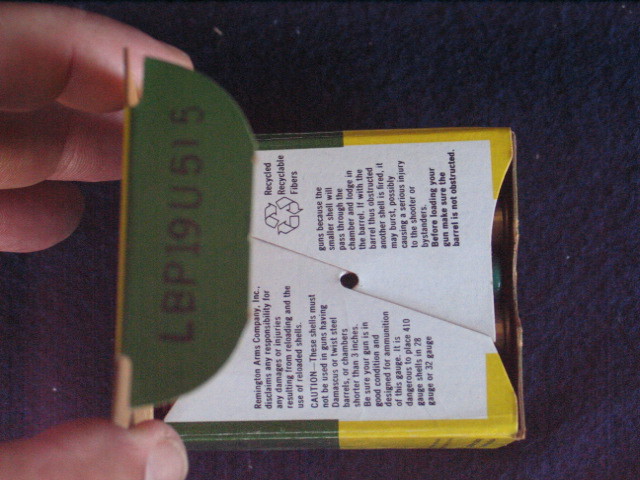 LBP19U515
Remington Arms Company, Inc.,
disclaims any responsibility for
any damages or injuries
resulting from reloading and the
use of reloaded shells.
CAUTION—These shells must
not be used in guns having
Damascus or twist steel
barrels, or chambers
shorter than 3 inches.
Be sure your gun is in
good condition and
designed for ammunition
of this gauge. It is
dangerous to place 410
gauge shells in 28
gauge or 32 gauge
guns because the
smaller shell will
pass through the
chamber and lodge in
the barrel. If with the
barrel thus obstructed
another shell is fired, it
may burst, possibly
causing a serious injury
to the shooter or
bystanders.
Before loading your
gun make sure the
barrel is not obstructed.
Recycled
Recyclable
Fibers